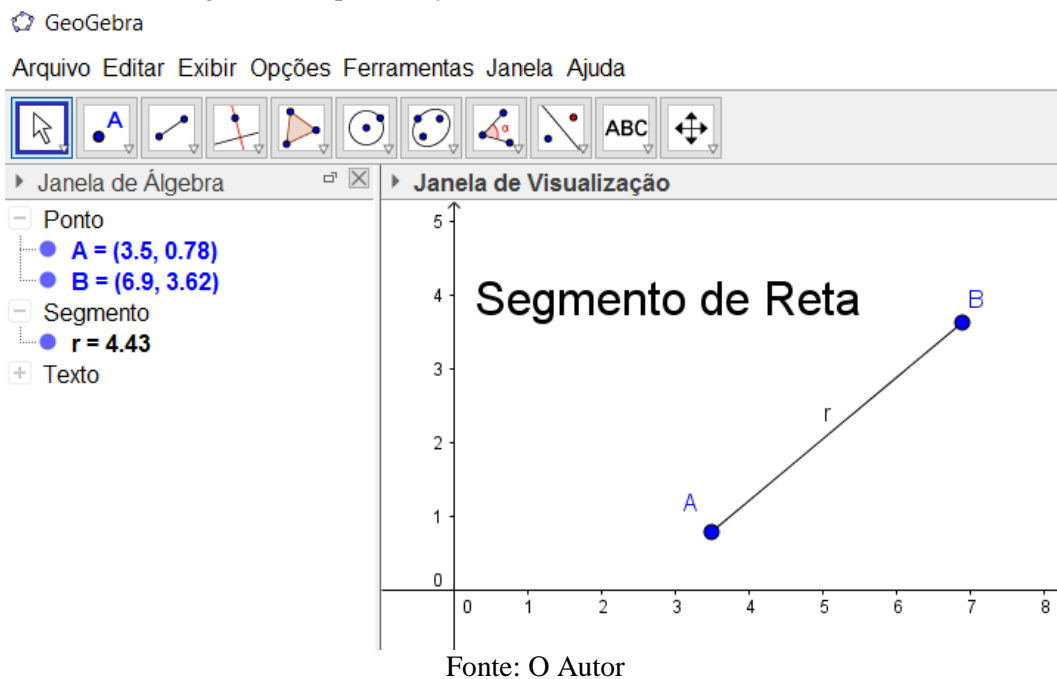 GeoGebra
Arquivo Editar Exibir Opções Ferramentas Janela Ajuda
A
α
ABC
Janela de Álgebra
Janela de Visualização
Ponto
A = (3.5, 0.78)
B = (6.9, 3.62)
Segmento
r = 4.43
Texto
5
4
3
2
1
0
Segmento de Reta
B
r
A
0 1 2 3 4 5 6 7 8
Fonte: O Autor